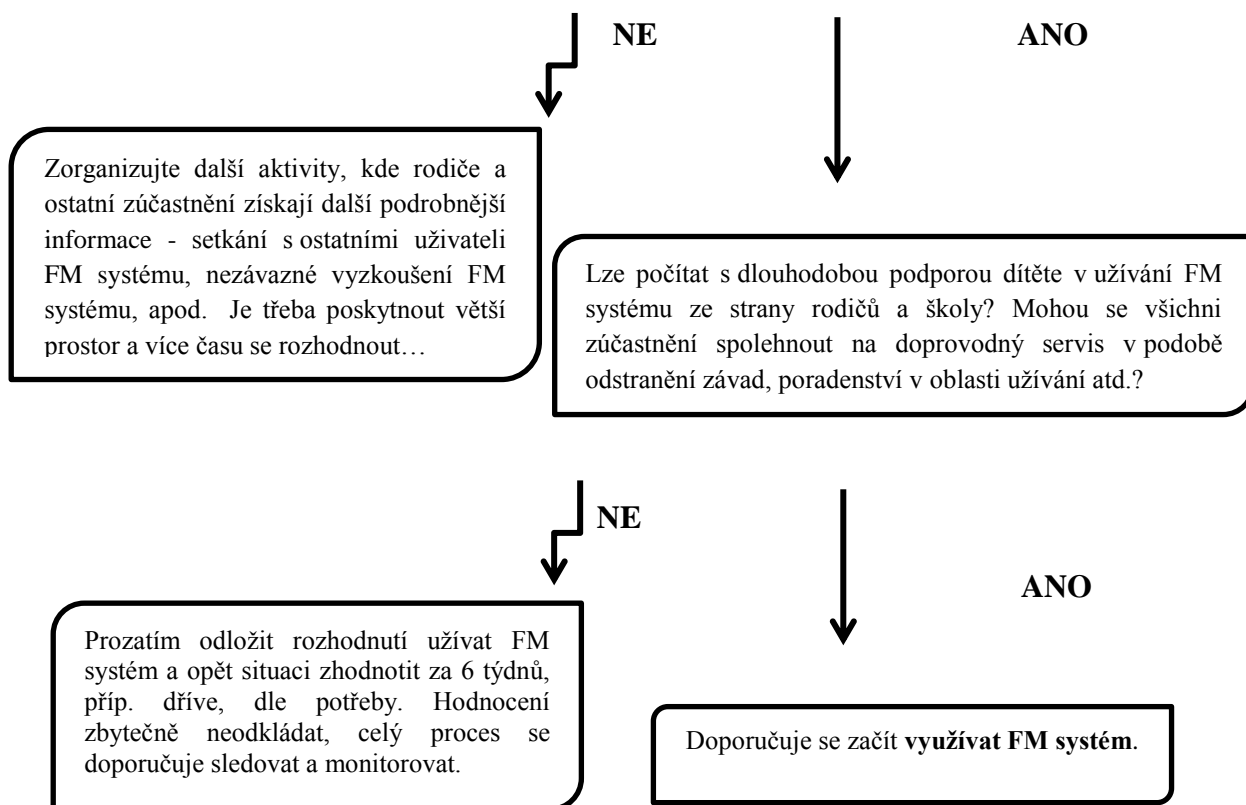 NE
ANO
Zorganizujte další aktivity, kde rodiče a
ostatní zúčastnění získají další podrobnější
informace - setkání s ostatními uživateli
FM systému, nezávazné vyzkoušení FM
systému, apod. Je třeba poskytnout větší
prostor a více času se rozhodnout…
Lze počítat s dlouhodobou podporou dítěte v užívání FM
systému ze strany rodičů a školy? Mohou se všichni
zúčastnění spolehnout na doprovodný servis v podobě
odstranění závad, poradenství v oblasti užívání atd.?
NE
ANO
Prozatím odložit rozhodnutí užívat FM
systém a opět situaci zhodnotit za 6 týdnů,
příp. dříve, dle potřeby. Hodnocení
zbytečně neodkládat, celý proces se
doporučuje sledovat a monitorovat.
Doporučuje se začít využívat FM systém.